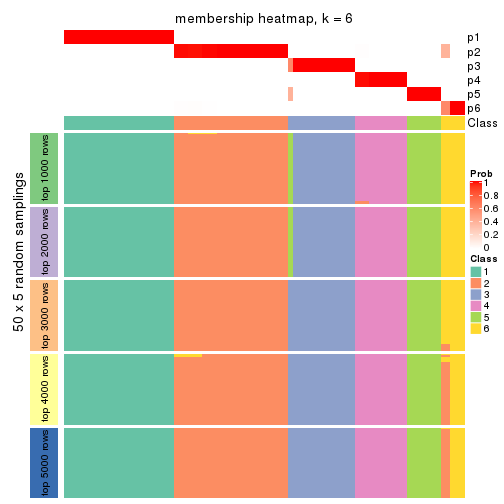 membership heatmap, k = 6
p1
p2
p3
p4
p5
p6
Class
50 x 5 random samplings
top 1000 rows
top 2000 rows
top 3000 rows
top 4000 rows
top 5000 rows
Prob
1
0.8
0.6
0.4
0.2
0
Class
1
2
3
4
5
6